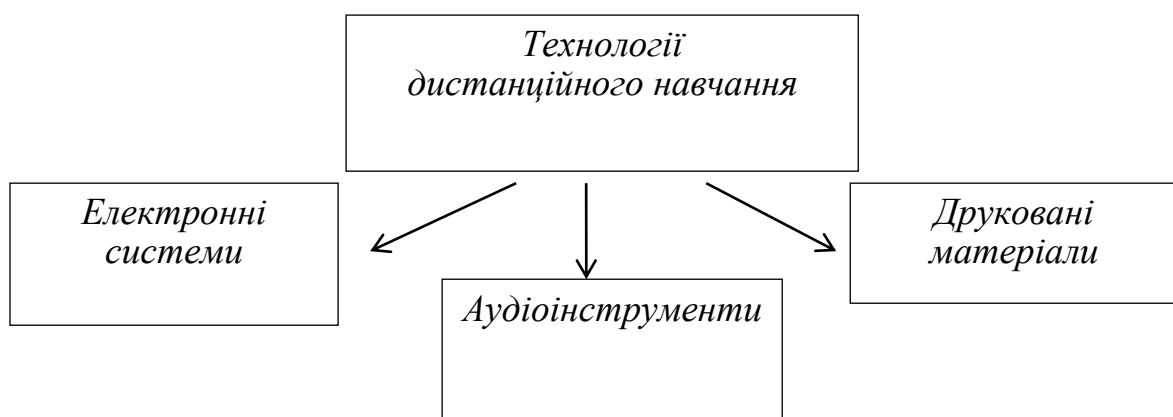 Технології
дистанційного навчання
Електронні
системи
Аудіоінструменти
Друковані
матеріали